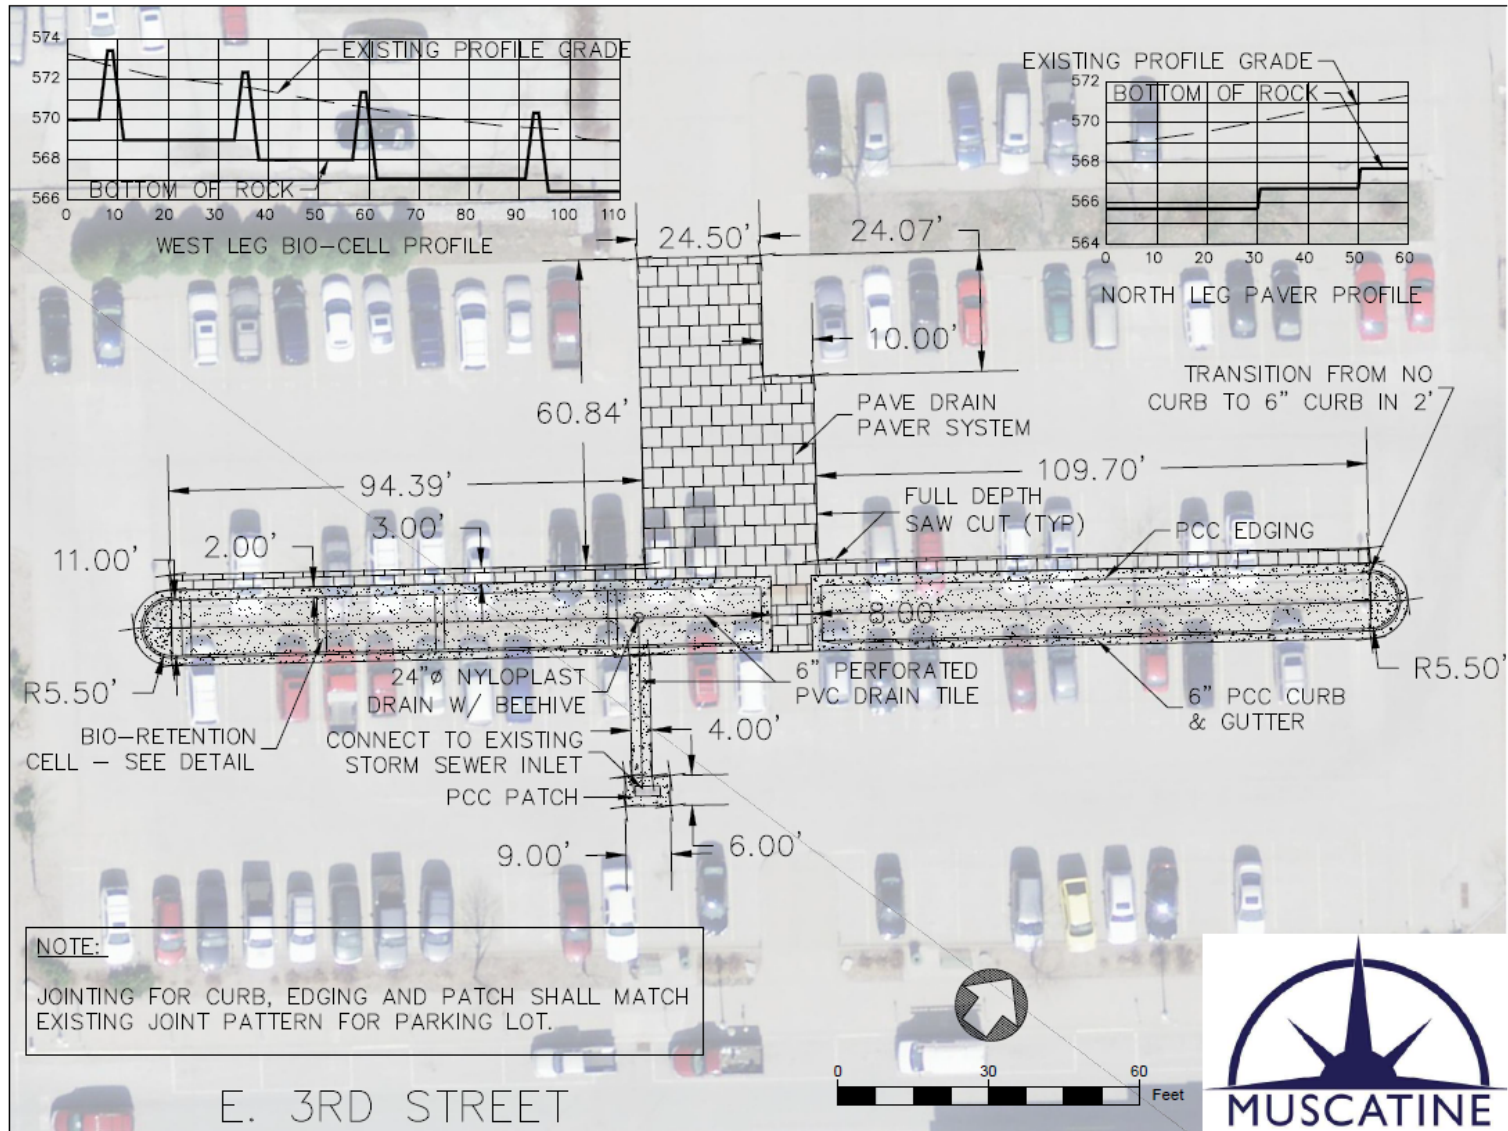 574
572
570
568
566
EXISTING PROFILE GRADE
BOTTOM OF ROCK
0 10 20 30 40 50 60 70 80 90 100 110
WEST LEG BIO-CELL PROFILE
EXISTING PROFILE GRADE
572
570
568
566
564
BOTTOM OF ROCK
0 10 20 30 40 50 60
NORTH LEG PAVER PROFILE
24.50'
24.07'
10.00'
60.84'
TRANSITION FROM NO
CURB TO 6" CURB IN 2'
PAVE DRAIN
PAVER SYSTEM
94.39'
109.70'
FULL DEPTH
SAW CUT (TYP)
PCC EDGING
11.00'
2.00'
3.00'
8.00'
R5.50'
R5.50'
24"ø NYLOPLAST
DRAIN W/ BEEHIVE
6" PERFORATED
PVC DRAIN TILE
6" PCC CURB
& GUTTER
BIO-RETENTION
CELL - SEE DETAIL
CONNECT TO EXISTING
STORM SEWER INLET
4.00'
PCC PATCH
9.00'
6.00'
NOTE:
JOINTING FOR CURB, EDGING AND PATCH SHALL MATCH
EXISTING JOINT PATTERN FOR PARKING LOT.
E. 3RD STREET
0 30 60
Feet
MUSCATINE